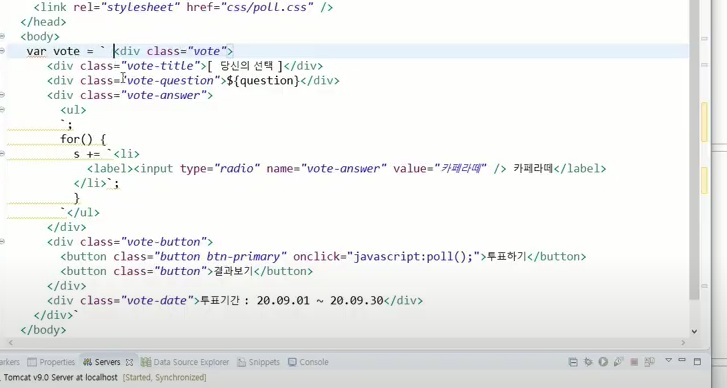 <link rel="stylesheet" href="css/poll.css" />
</head>
<body>
var vote = ` <div class="vote">
<div class="vote-title">[ 당신의 선택 ]</div>
<div class="vote-question">${question}</div>
<div class="vote-answer">
<ul>
`;
for() {
s += `<li>
<label><input type="radio" name="vote-answer" value="카페라떼" /> 카페라떼</label>
</li>`;
}
`</ul>
</div>
<div class="vote-button">
<button class="button btn-primary" onclick="javascript:poll();">투표하기</button>
<button class="button">결과보기</button>
</div>
<div class="vote-date">투표기간 : 20.09.01 ~ 20.09.30</div>
</div>`
</body>
arkers Properties Servers Data Source Explorer Snippets Console
Tomcat v9.0 Server at localhost [Started, Synchronized]